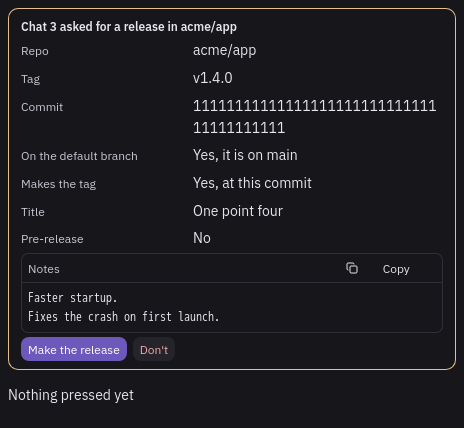 Chat 3 asked for a release in acme/app
Repo acme/app
Tag v1.4.0
Commit 11111111111111111111111111111
11111111111
On the default branch Yes, it is on main
Makes the tag Yes, at this commit
Title One point four
Pre-release No
Notes Copy
Faster startup.
Fixes the crash on first launch.
Make the release Don't
Nothing pressed yet